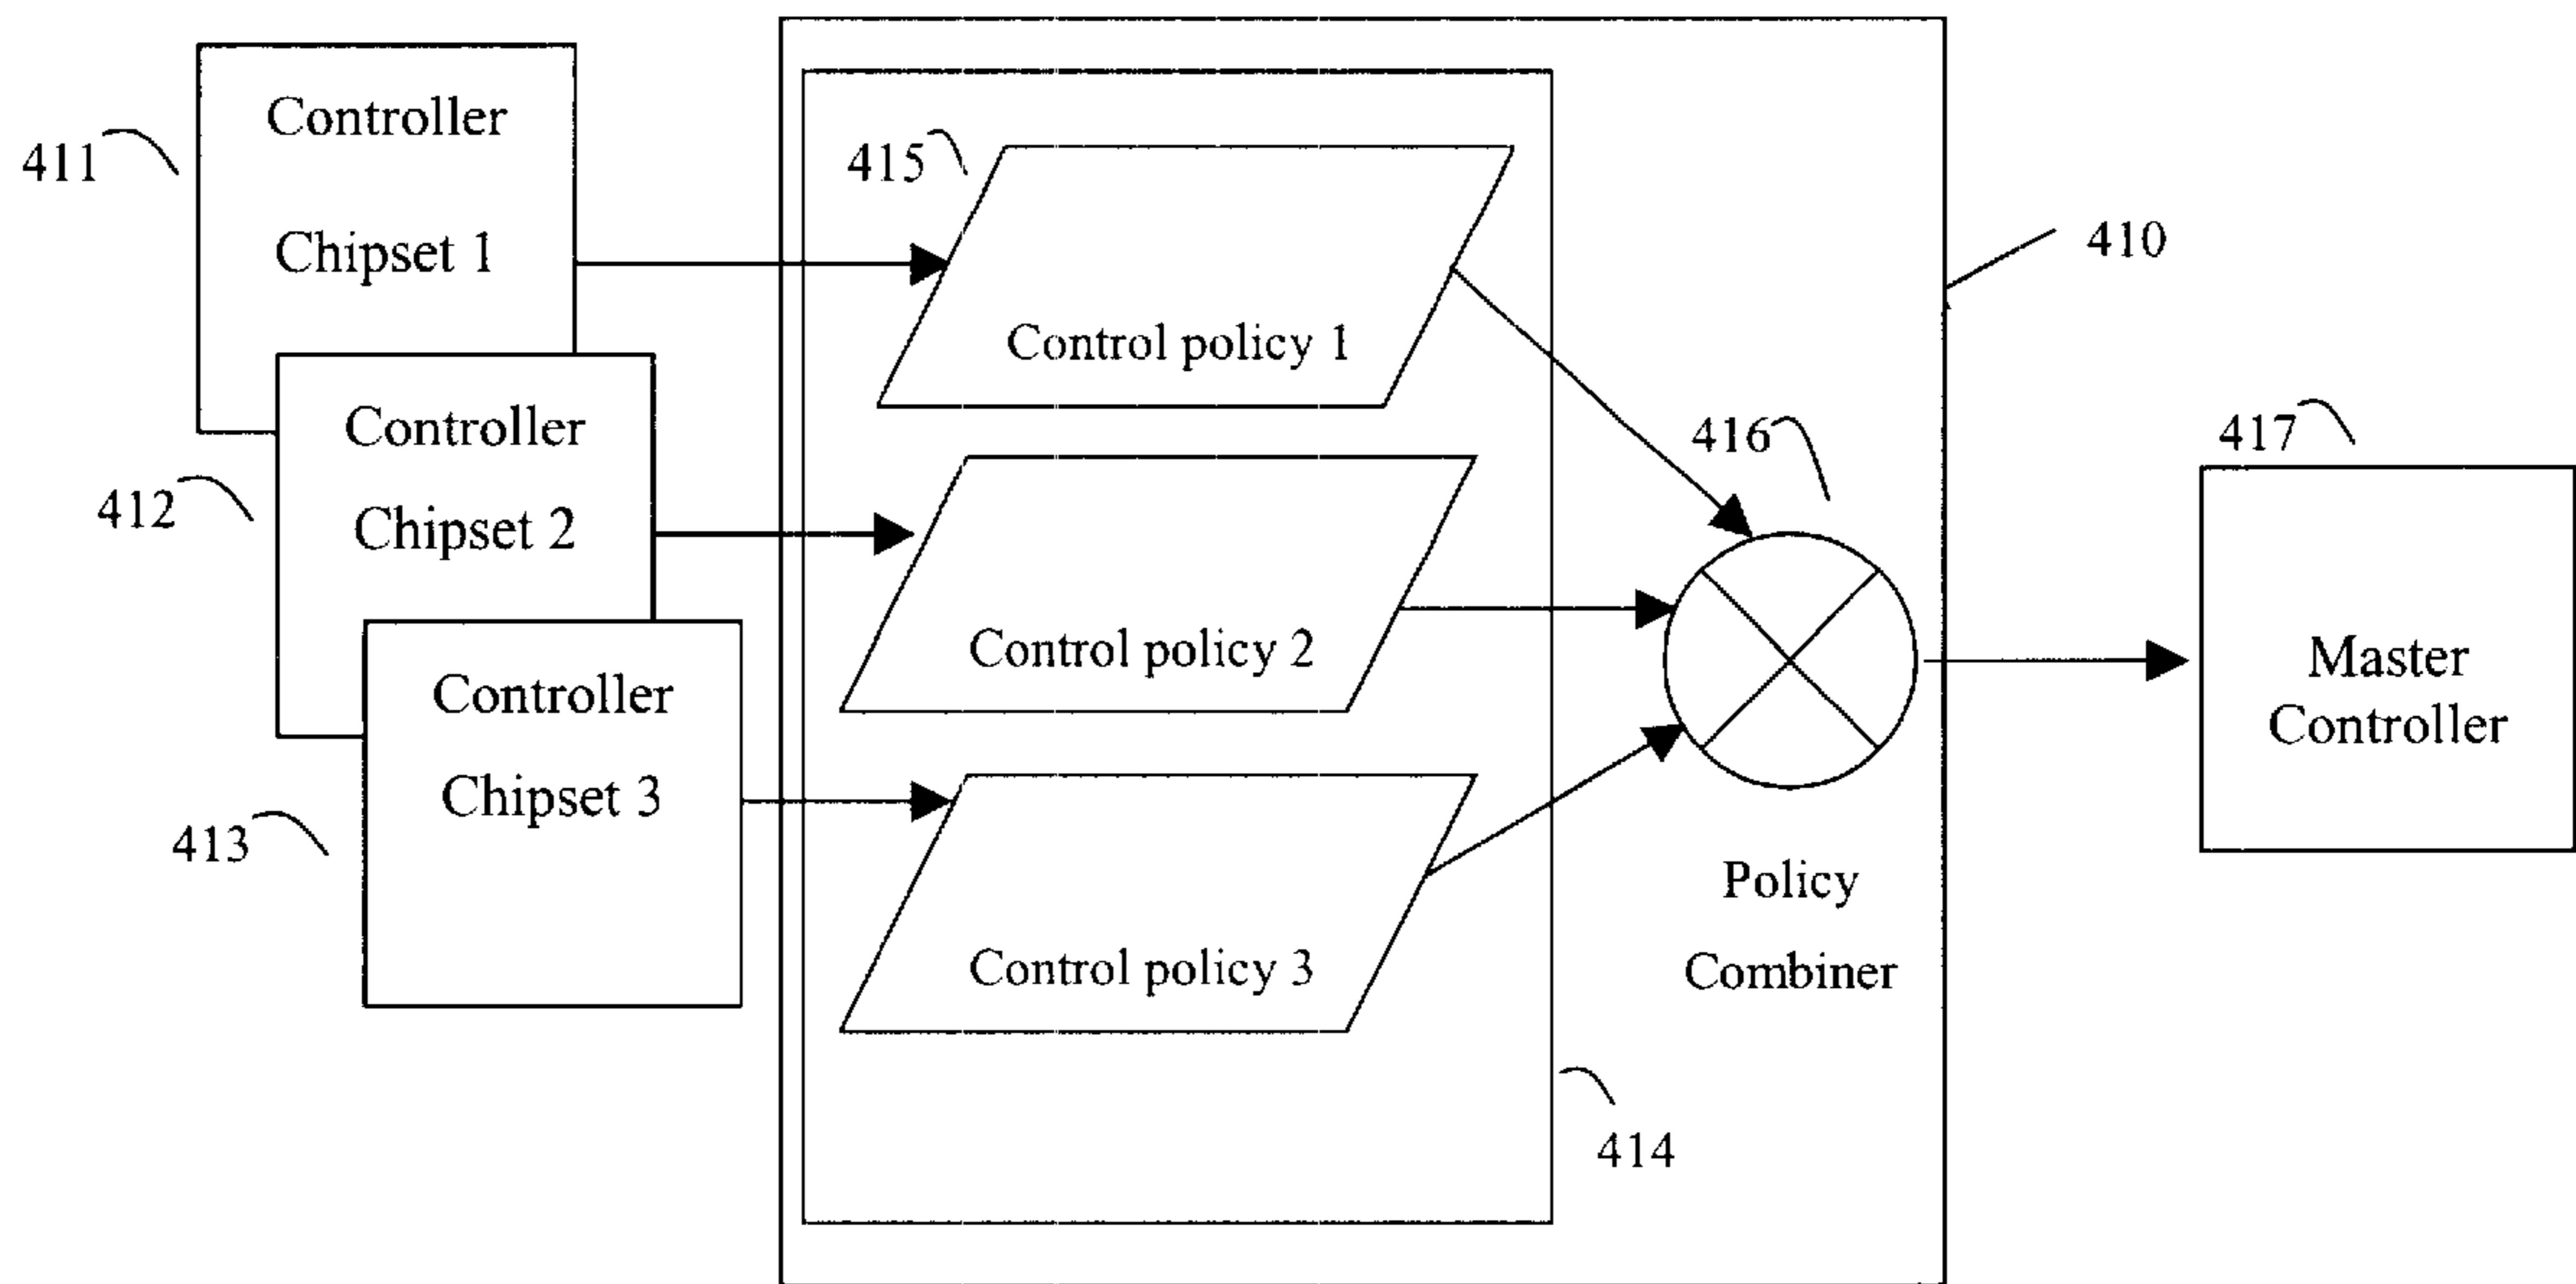 411
Controller
Chipset 1
412
Controller
Chipset 2
413
Controller
Chipset 3
415
Control policy 1
Control policy 2
Control policy 3
414
416
Policy
Combiner
410
417
Master
Controller